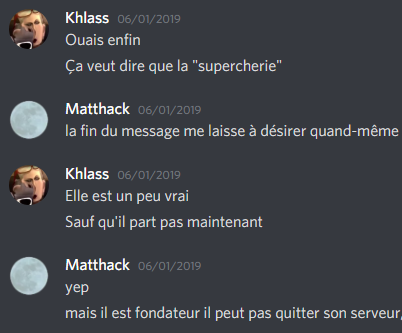 Khlass 06/01/2019
Ouais enfin
Ça veut dire que la "supercherie"
Matthack 06/01/2019
la fin du message me laisse à désirer quand-même
Khlass 06/01/2019
Elle est un peu vrai
Sauf qu'il part pas maintenant
Matthack 06/01/2019
yep
mais il est fondateur il peut pas quitter son serveur,